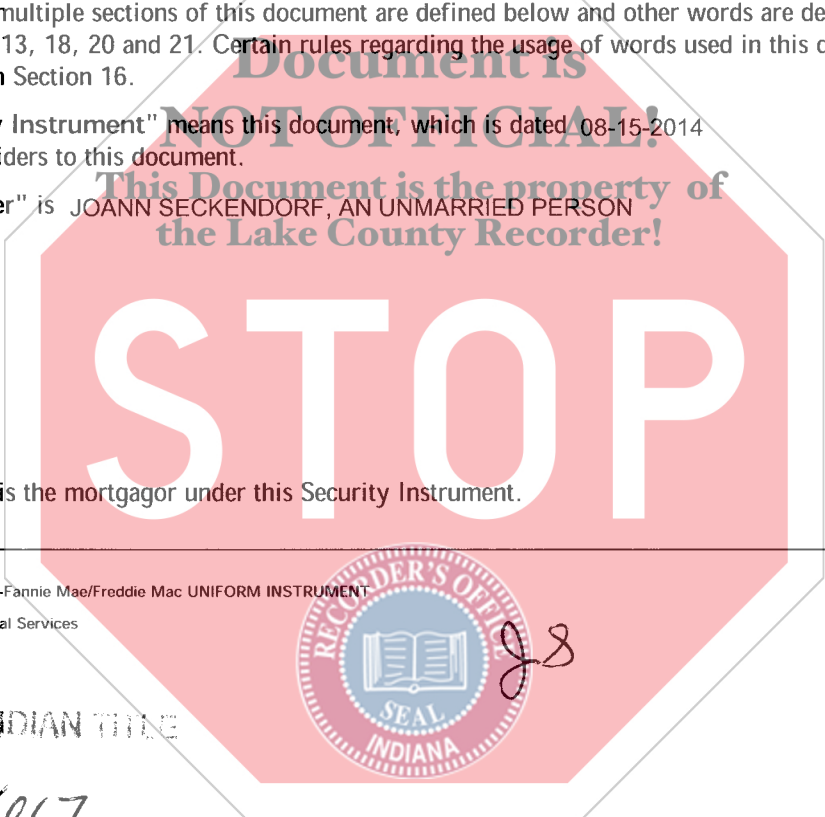 multiple sections of this document are defined below and other words are de
13, 18, 20 and 21. Certain rules regarding the usage of words used in this d
Section 16.
Document is
NOT OFFICIAL!
This Document is the property of
the Lake County Recorder!
Instrument" means this document, which is dated 08-15-2014
iders to this document.
er" is JOANN SECKENDORF, AN UNMARRIED PERSON
STOP
is the mortgagor under this Security Instrument.
-Fannie Mae/Freddie Mac UNIFORM INSTRUMENT
al Services
RECORDER'S OFFICE
SEAL
INDIANA
JS
DIAN TITLE